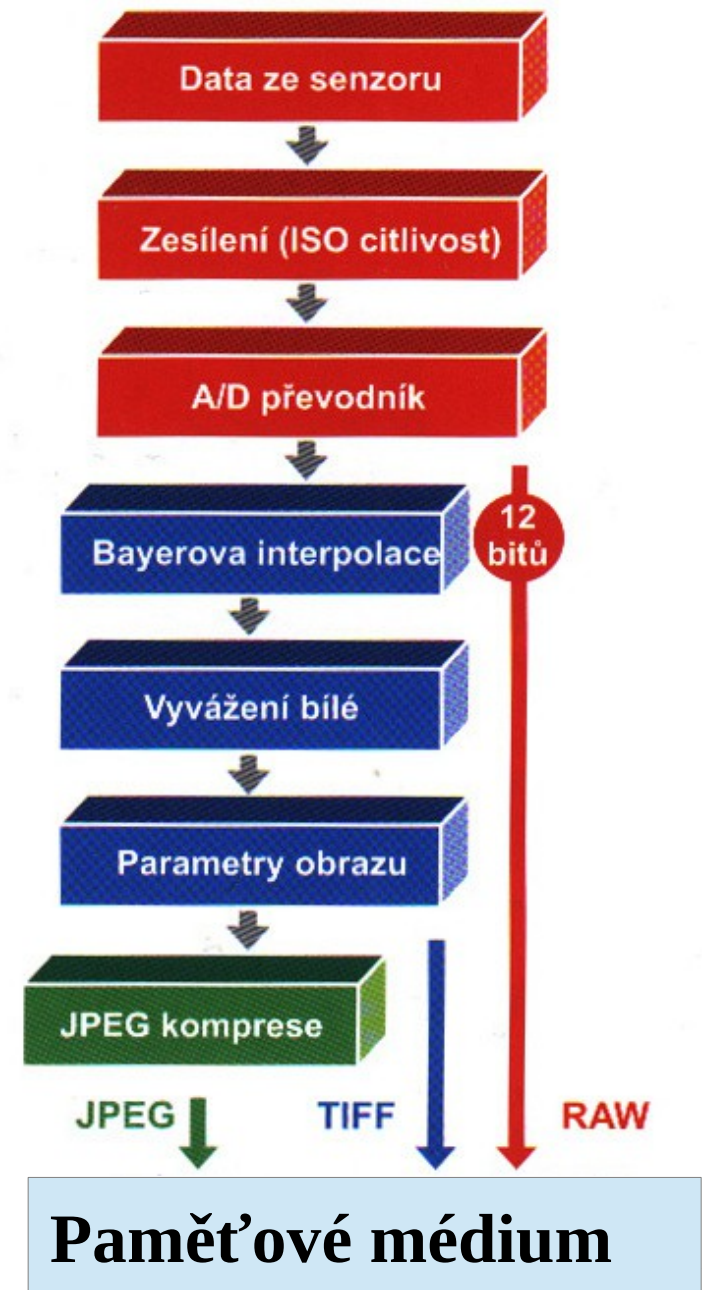 Data ze senzoru
Zesílení (ISO citlivost)
A/D převodník
Bayerova interpolace
12
bitů
Vyvážení bílé
Parametry obrazu
JPEG komprese
JPEG
TIFF
RAW
Paměťové médium